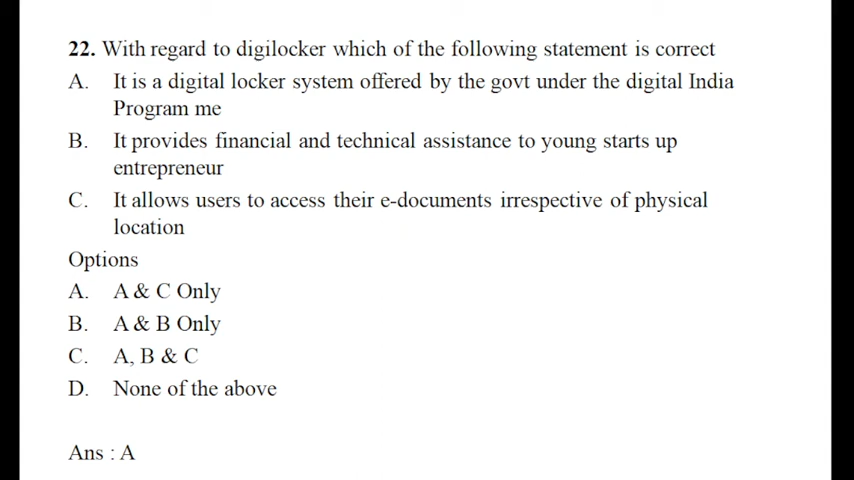 22. With regard to digilocker which of the following statement is correct
A. It is a digital locker system offered by the govt under the digital India
Program me
B. It provides financial and technical assistance to young starts up
entrepreneur
C. It allows users to access their e-documents irrespective of physical
location
Options
A. A & C Only
B. A & B Only
C. A, B & C
D. None of the above
Ans : A